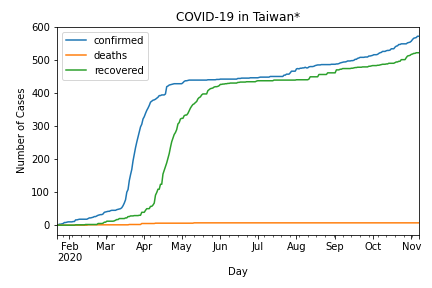 COVID-19 in Taiwan*
confirmed
deaths
recovered
Number of Cases
600
500
400
300
200
100
0
Feb Mar Apr May Jun Jul Aug Sep Oct Nov
2020
Day